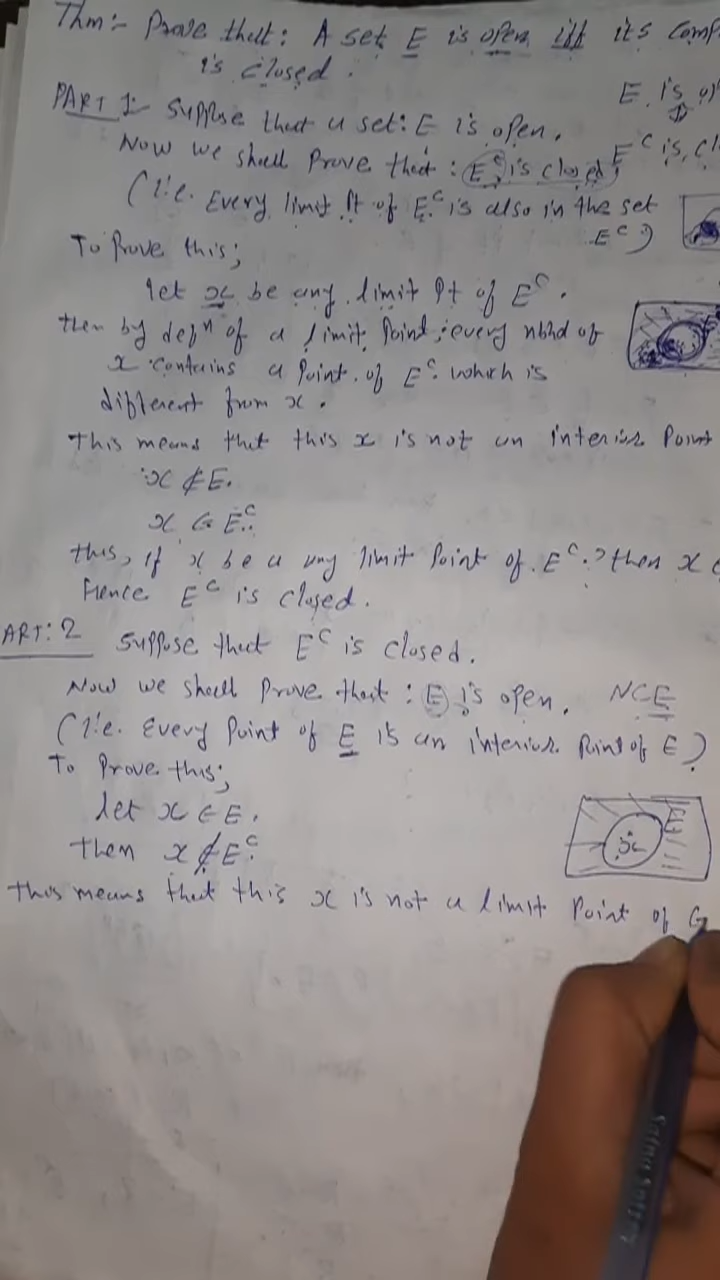 Thm:- Prove that: A set E is open iff its Comp
is closed.
E is op
PART 1:- Suppose that a set: E is open.
E^c is, cl
Now we shall Prove that: (E^c is closed)
(i.e. Every limit Pt of E^c is also in the set
E^c)
To Prove this;
let x be any limit Pt of E^c.
then by def^n of a limit Point; every nbhd of
x contains a Point of E^c which is
different from x.
This means that this x is not an interior Point
x ∉ E.
x ∈ E^c.
this, if x be a any limit Point of E^c: then x ∈
Hence E^c is closed.
ART: 2 Suppose that E^c is closed.
Now we shall Prove that: E is open. N⊂E
(i.e. Every Point of E is an interior Point of E)
To Prove this;
let x ∈ E.
then x ∉ E^c.
E
x
This means that this x is not a limit Point of